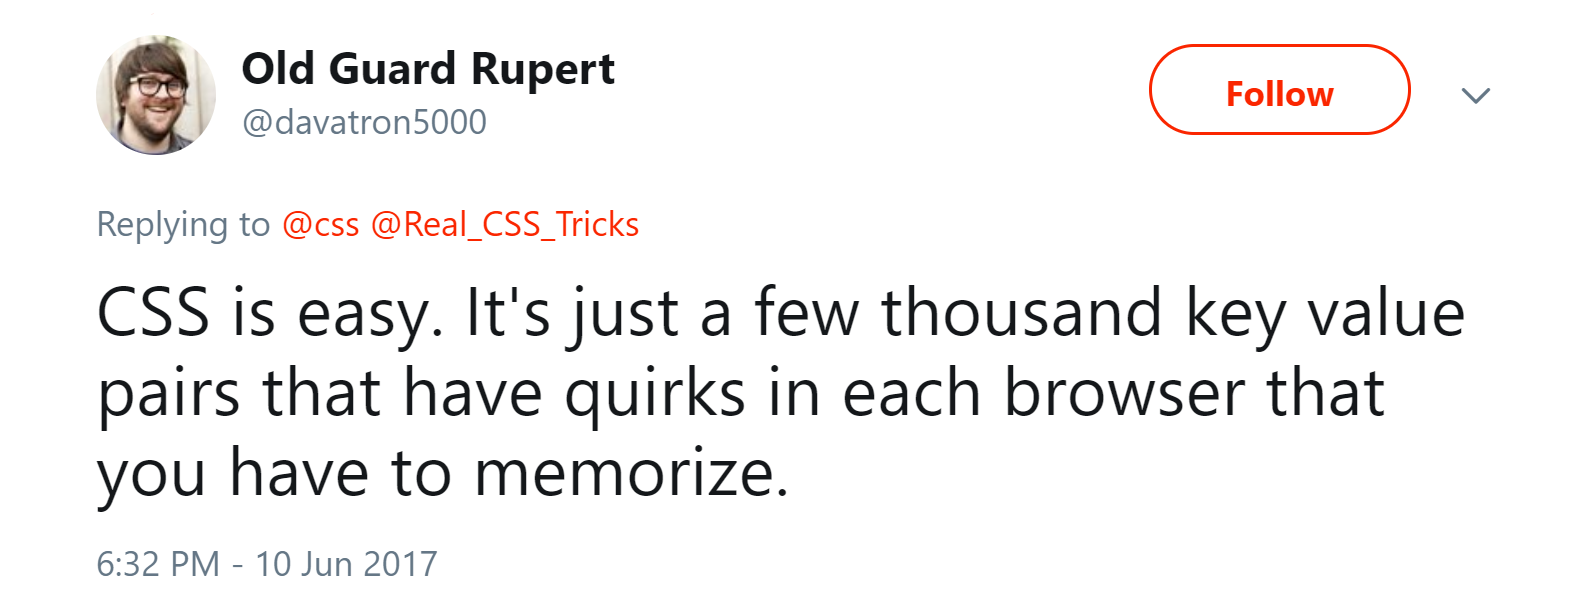 Old Guard Rupert
@davatron5000
Follow
Replying to @css @Real_CSS_Tricks
CSS is easy. It's just a few thousand key value
pairs that have quirks in each browser that
you have to memorize.
6:32 PM - 10 Jun 2017